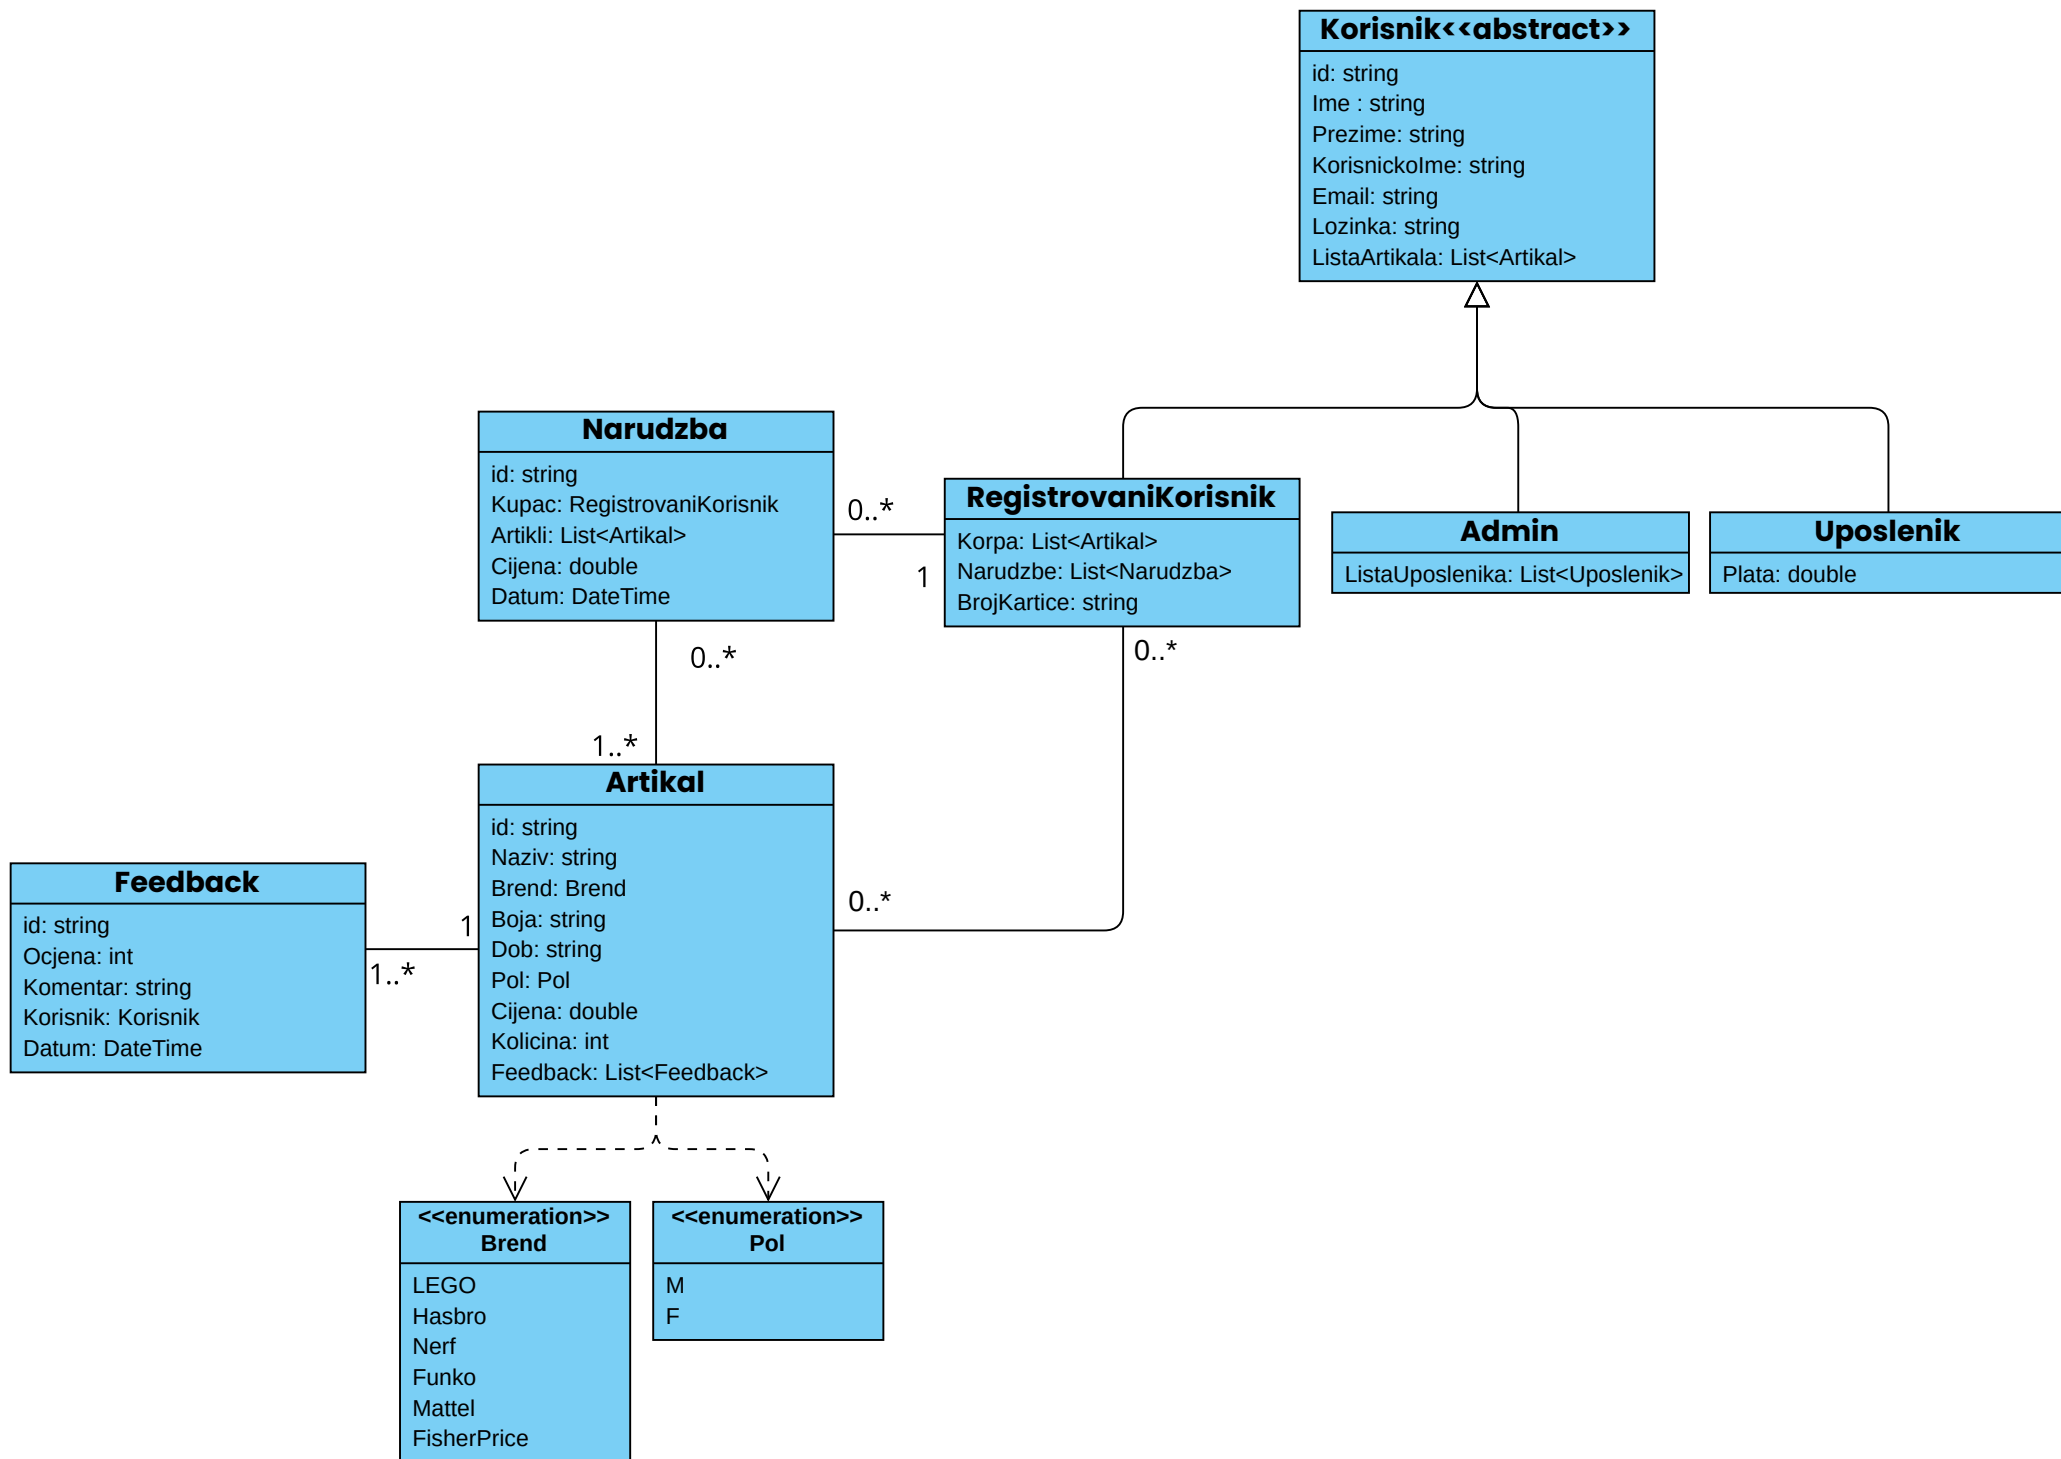 Korisnik<<abstract>>
id: string
Ime : string
Prezime: string
KorisnickoIme: string
Email: string
Lozinka: string
ListaArtikala: List<Artikal>
Narudzba
id: string
Kupac: RegistrovaniKorisnik
Artikli: List<Artikal>
Cijena: double
Datum: DateTime
0..*
1
RegistrovaniKorisnik
Korpa: List<Artikal>
Narudzbe: List<Narudzba>
BrojKartice: string
Admin
ListaUposlenika: List<Uposlenik>
Uposlenik
Plata: double
0..*
0..*
1..*
Artikal
id: string
Naziv: string
Brend: Brend
Boja: string
Dob: string
Pol: Pol
Cijena: double
Kolicina: int
Feedback: List<Feedback>
0..*
Feedback
id: string
Ocjena: int
Komentar: string
Korisnik: Korisnik
Datum: DateTime
1
1..*
<<enumeration>>
Brend
LEGO
Hasbro
Nerf
Funko
Mattel
FisherPrice
<<enumeration>>
Pol
M
F